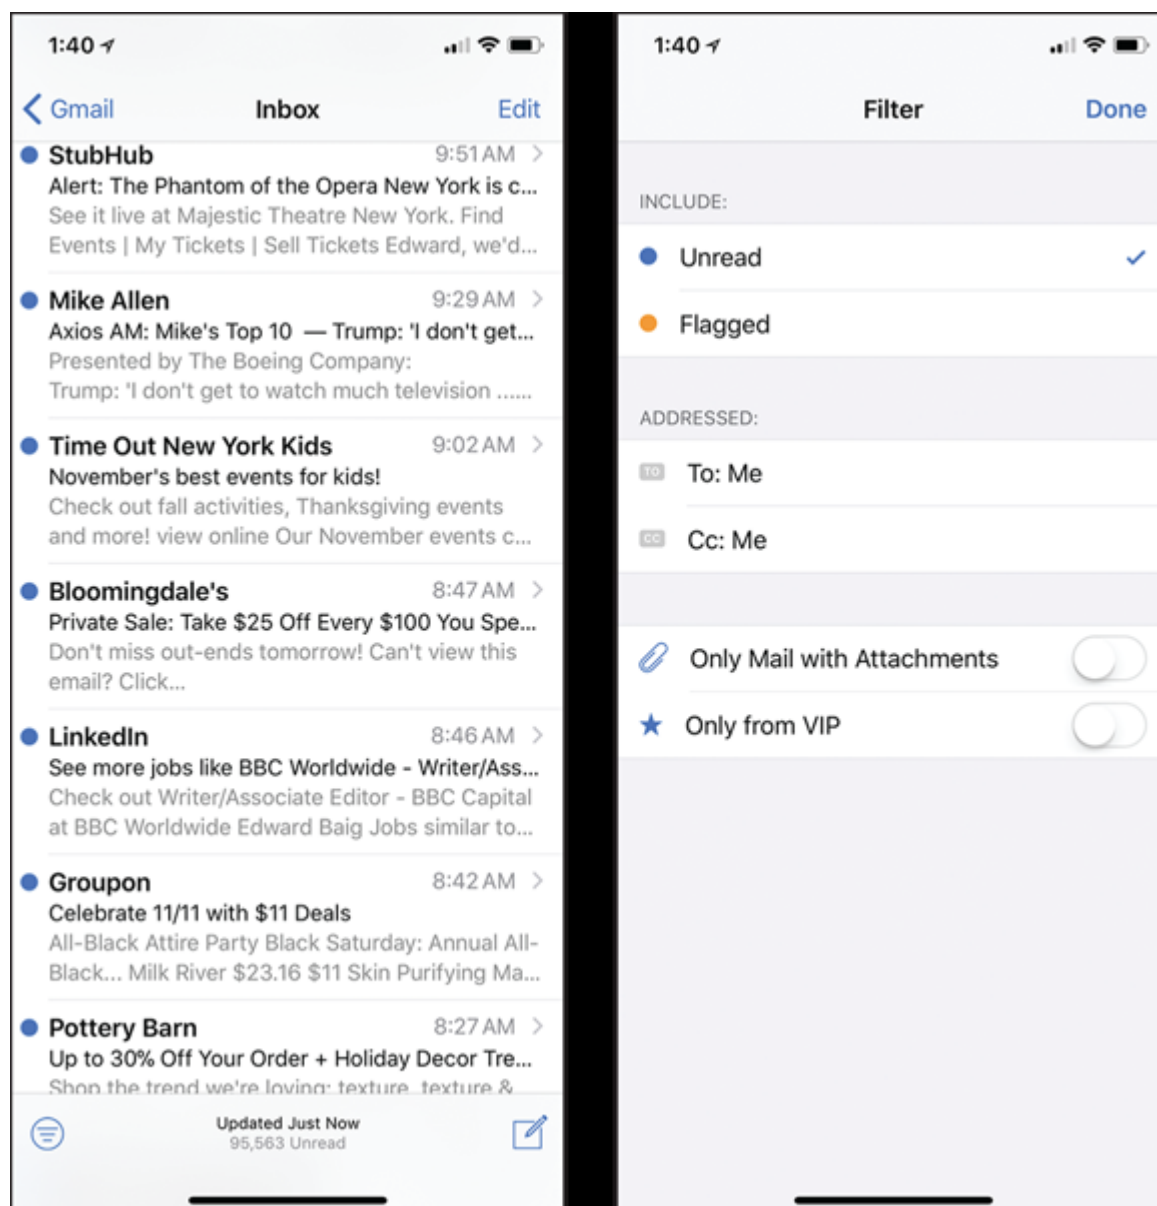 1:40
Gmail
Inbox
Edit
StubHub
9:51 AM
Alert: The Phantom of the Opera New York is c...
See it live at Majestic Theatre New York. Find
Events | My Tickets | Sell Tickets Edward, we'd...
Mike Allen
9:29 AM
Axios AM: Mike's Top 10 — Trump: 'I don't get...
Presented by The Boeing Company:
Trump: 'I don't get to watch much television ......
Time Out New York Kids
9:02 AM
November's best events for kids!
Check out fall activities, Thanksgiving events
and more! view online Our November events c...
Bloomingdale's
8:47 AM
Private Sale: Take $25 Off Every $100 You Spe...
Don't miss out-ends tomorrow! Can't view this
email? Click...
LinkedIn
8:46 AM
See more jobs like BBC Worldwide - Writer/Ass...
Check out Writer/Associate Editor - BBC Capital
at BBC Worldwide Edward Baig Jobs similar to...
Groupon
8:42 AM
Celebrate 11/11 with $11 Deals
All-Black Attire Party Black Saturday: Annual All-
Black... Milk River $23.16 $11 Skin Purifying Ma...
Pottery Barn
8:27 AM
Up to 30% Off Your Order + Holiday Decor Tre...
Shop the trend we're loving: texture, texture &
Updated Just Now
95,563 Unread
1:40
Filter
Done
INCLUDE:
Unread
Flagged
ADDRESSED:
TO
To: Me
CC
Cc: Me
Only Mail with Attachments
Only from VIP